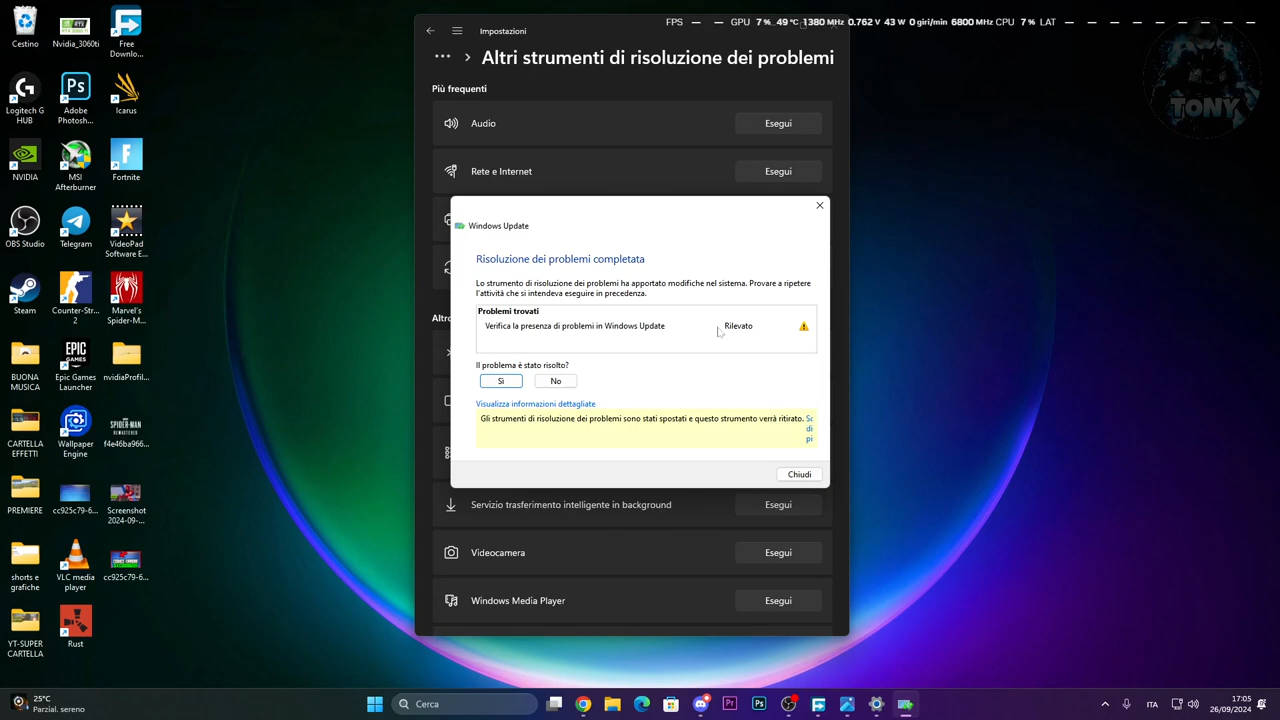 FPS — — GPU 7 % 49 °C 1380 MHz 0.762 V 43 W 0 giri/min 6800 MHz CPU 7 % LAT — — — — — — — —
Impostazioni
Altri strumenti di risoluzione dei problemi
Più frequenti
Audio
Esegui
Rete e Internet
Esegui
Windows Update
Risoluzione dei problemi completata
Lo strumento di risoluzione dei problemi ha apportato modifiche nel sistema. Provare a ripetere
l'attività che si intendeva eseguire in precedenza.
Problemi trovati
Verifica la presenza di problemi in Windows Update
Rilevato
Il problema è stato risolto?
Sì
No
Visualizza informazioni dettagliate
Gli strumenti di risoluzione dei problemi sono stati spostati e questo strumento verrà ritirato. Sc
di
pi
Chiudi
Servizio trasferimento intelligente in background
Esegui
Videocamera
Esegui
Windows Media Player
Esegui
TONY
Cestino
Nvidia_3060ti
Free
Downlo...
Logitech G
HUB
Adobe
Photosh...
Icarus
NVIDIA
MSI
Afterburner
Fortnite
OBS Studio
Telegram
VideoPad
Software E...
Steam
Counter-Str...
2
Marvel's
Spider-M...
BUONA
MUSICA
Epic Games
Launcher
nvidiaProfil...
CARTELLA
EFFETTI
Wallpaper
Engine
f4e46ba966...
PREMIERE
cc925c79-6...
Screenshot
2024-09-...
shorts e
grafiche
VLC media
player
cc925c79-6...
YT-SUPER
CARTELLA
Rust
25°C
Parzial. sereno
Cerca
ITA
17:05
26/09/2024